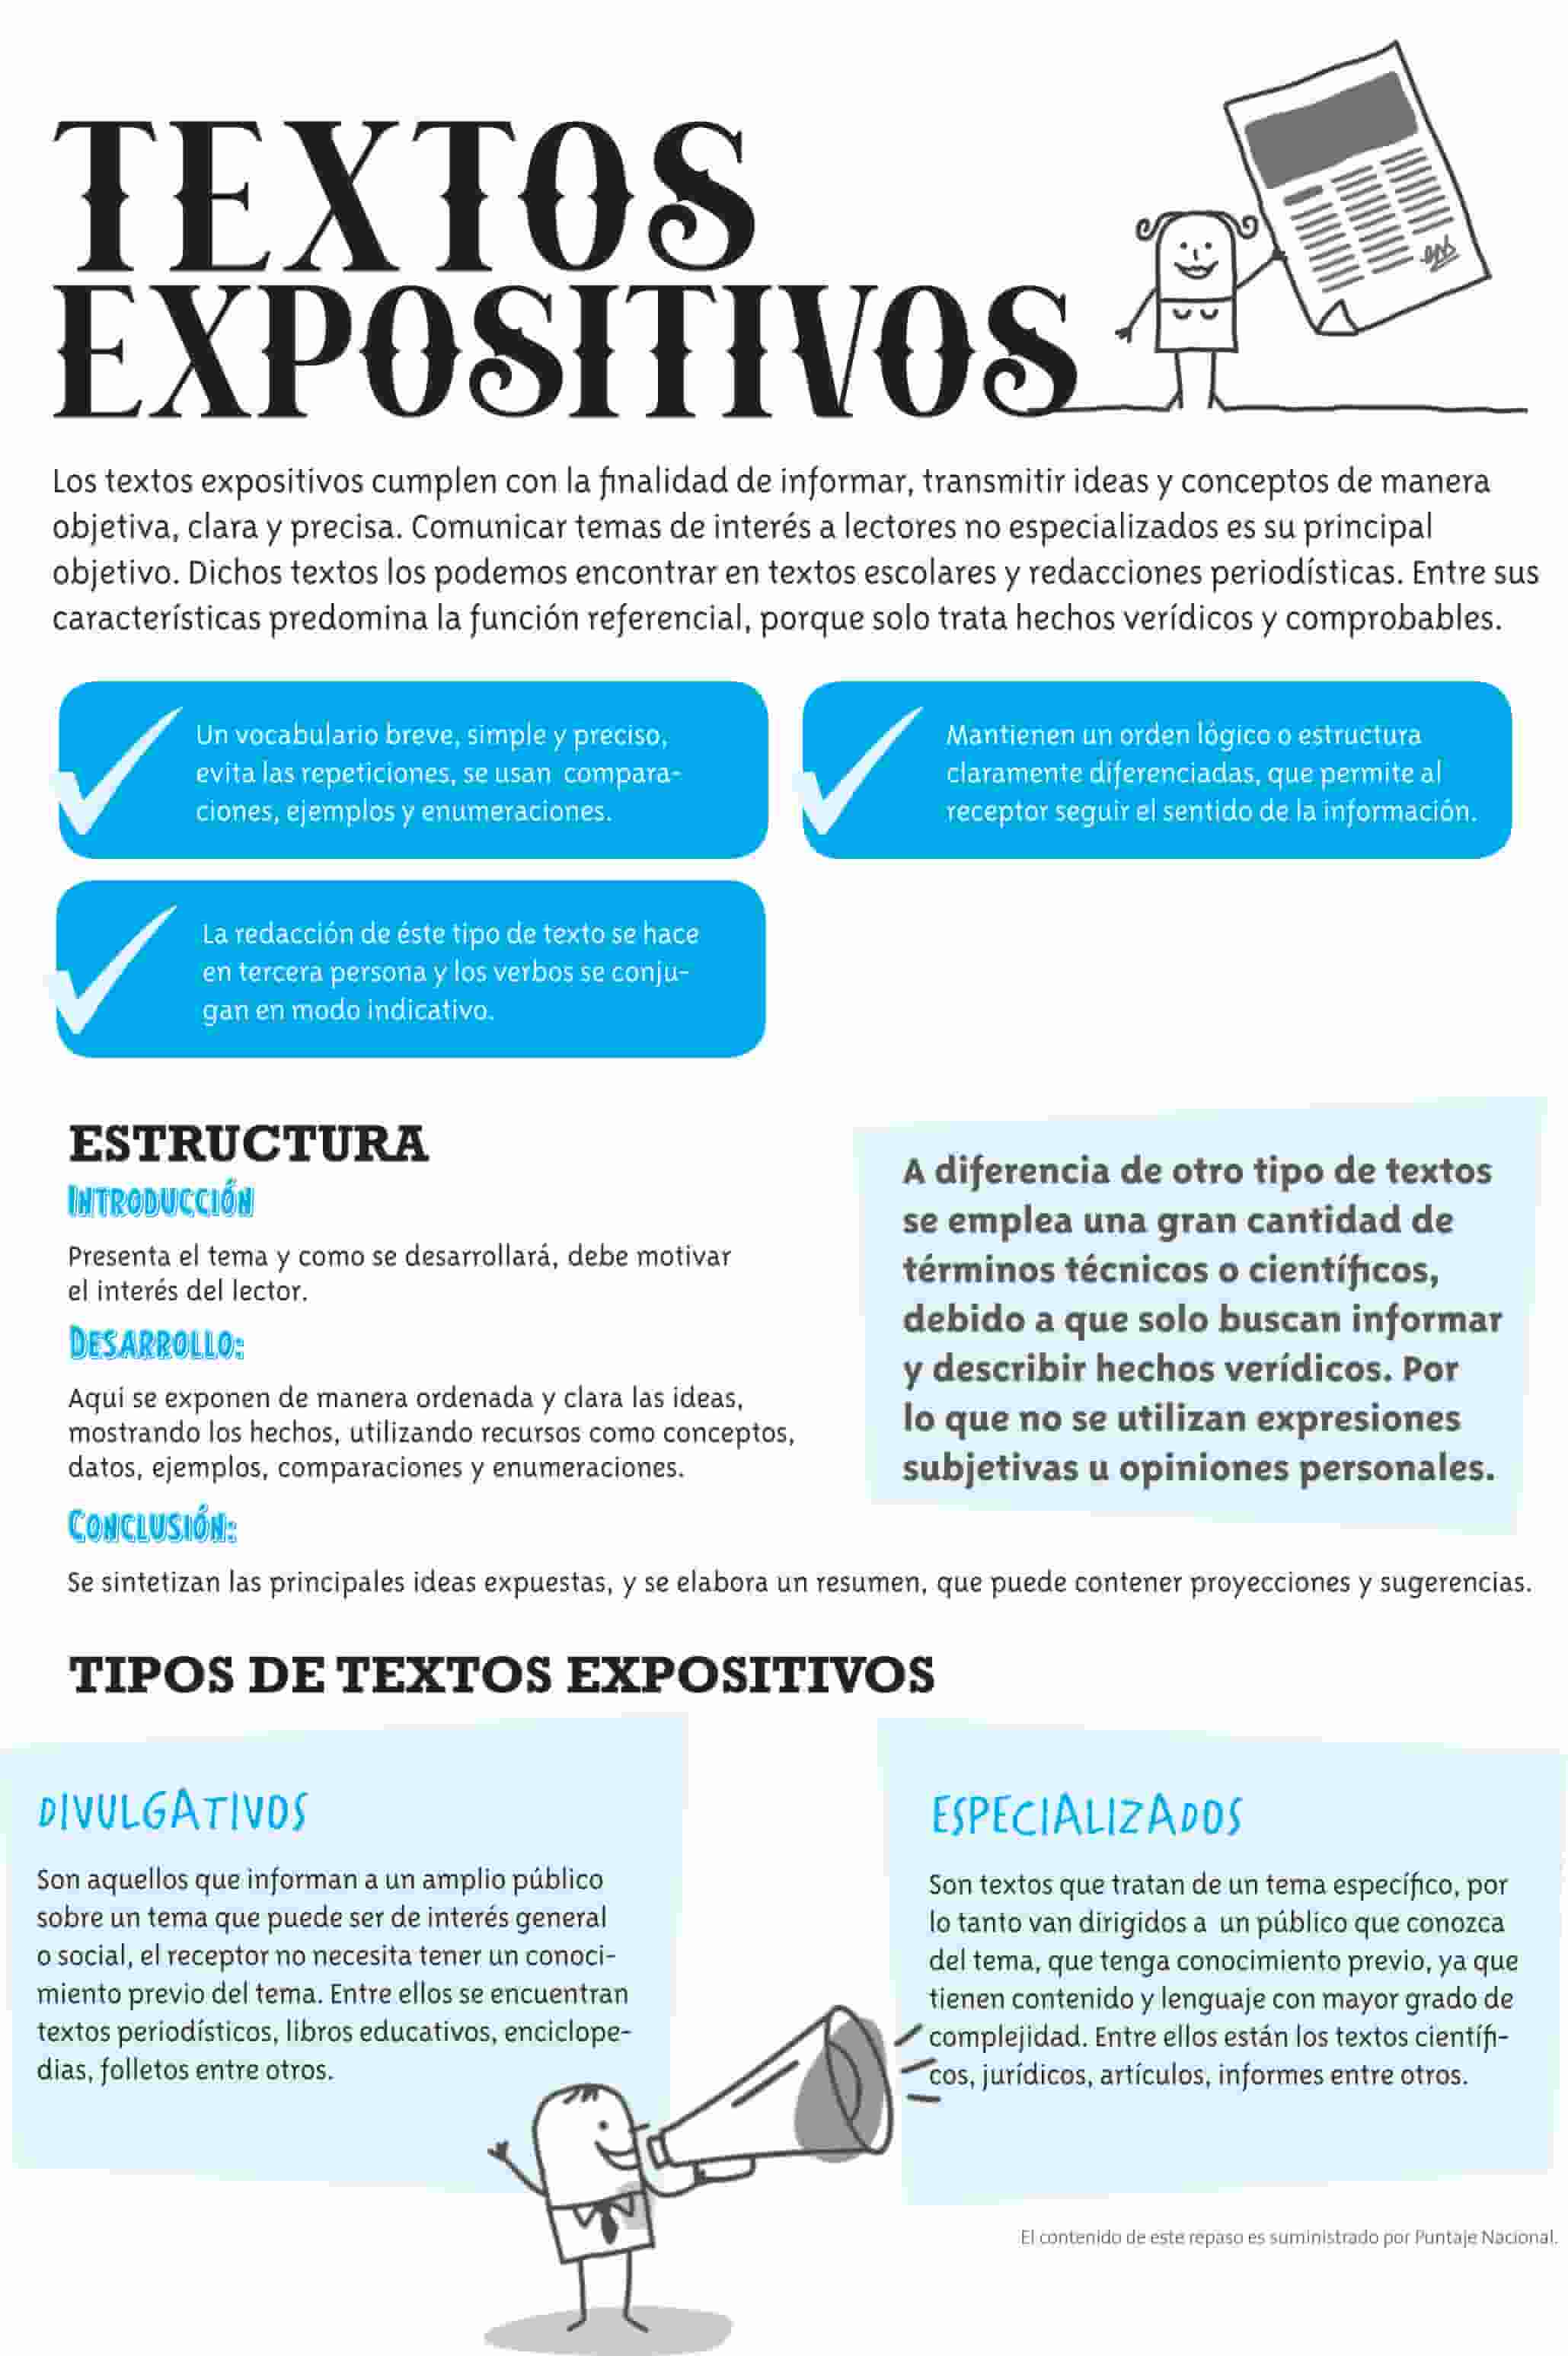 TEXTOS
EXPOSITIVOS
Los textos expositivos cumplen con la finalidad de informar, transmitir ideas y conceptos de manera
objetiva, clara y precisa. Comunicar temas de interés a lectores no especializados es su principal
objetivo. Dichos textos los podemos encontrar en textos escolares y redacciones periodísticas. Entre sus
características predomina la función referencial, porque solo trata hechos verídicos y comprobables.
Un vocabulario breve, simple y preciso,
evita las repeticiones, se usan compara-
ciones, ejemplos y enumeraciones.
Mantienen un orden lógico o estructura
claramente diferenciadas, que permite al
receptor seguir el sentido de la información.
La redacción de éste tipo de texto se hace
en tercera persona y los verbos se conju-
gan en modo indicativo.
ESTRUCTURA
INTRODUCCIÓN
Presenta el tema y como se desarrollará, debe motivar
el interés del lector.
DESARROLLO:
Aqui se exponen de manera ordenada y clara las ideas,
mostrando los hechos, utilizando recursos como conceptos,
datos, ejemplos, comparaciones y enumeraciones.
CONCLUSIÓN:
Se sintetizan las principales ideas expuestas, y se elabora un resumen, que puede contener proyecciones y sugerencias.
A diferencia de otro tipo de textos
se emplea una gran cantidad de
términos técnicos o científicos,
debido a que solo buscan informar
y describir hechos verídicos. Por
lo que no se utilizan expresiones
subjetivas u opiniones personales.
TIPOS DE TEXTOS EXPOSITIVOS
DIVULGATIVOS
Son aquellos que informan a un amplio público
sobre un tema que puede ser de interés general
o social, el receptor no necesita tener un conoci-
miento previo del tema. Entre ellos se encuentran
textos periodísticos, libros educativos, enciclope-
dias, folletos entre otros.
ESPECIALIZADOS
Son textos que tratan de un tema específico, por
lo tanto van dirigidos a un público que conozca
del tema, que tenga conocimiento previo, ya que
tienen contenido y lenguaje con mayor grado de
complejidad. Entre ellos están los textos científi-
cos, jurídicos, artículos, informes entre otros.
El contenido de este repaso es suministrado por Puntaje Nacional.